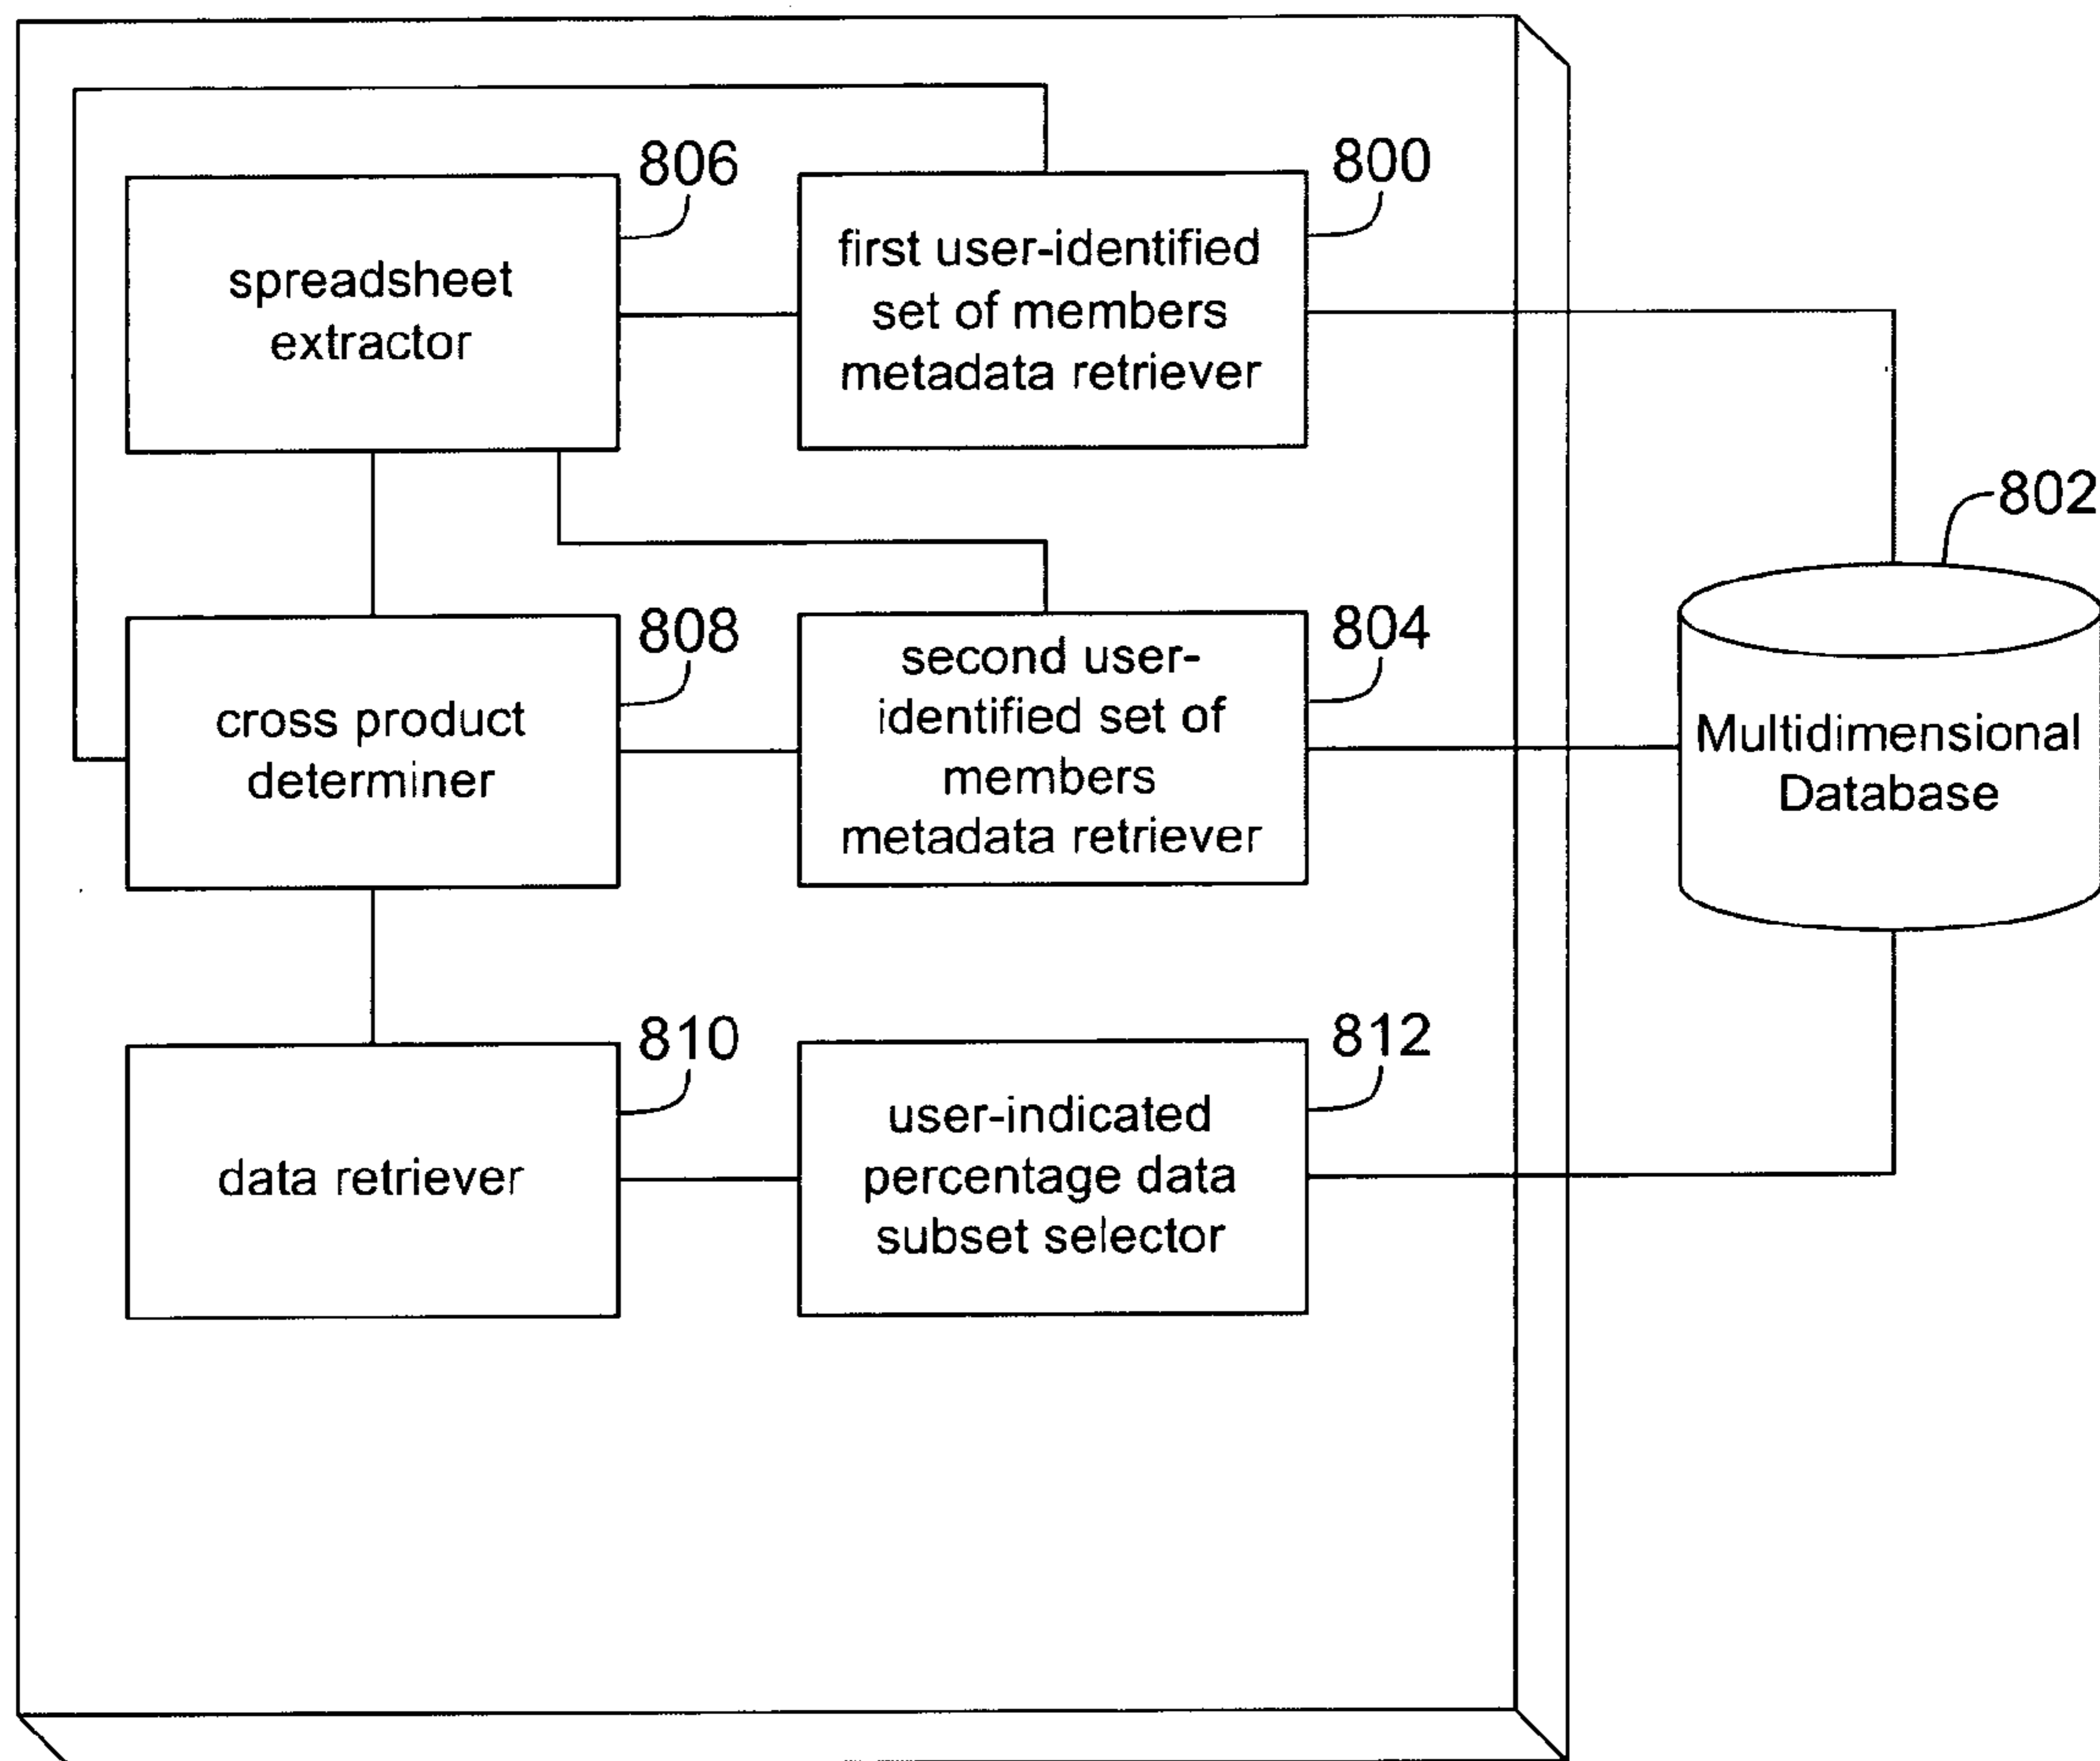 806
800
spreadsheet
extractor
first user-identified
set of members
metadata retriever
802
808
804
cross product
determiner
second user-
identified set of
members
metadata retriever
Multidimensional
Database
810
812
data retriever
user-indicated
percentage data
subset selector